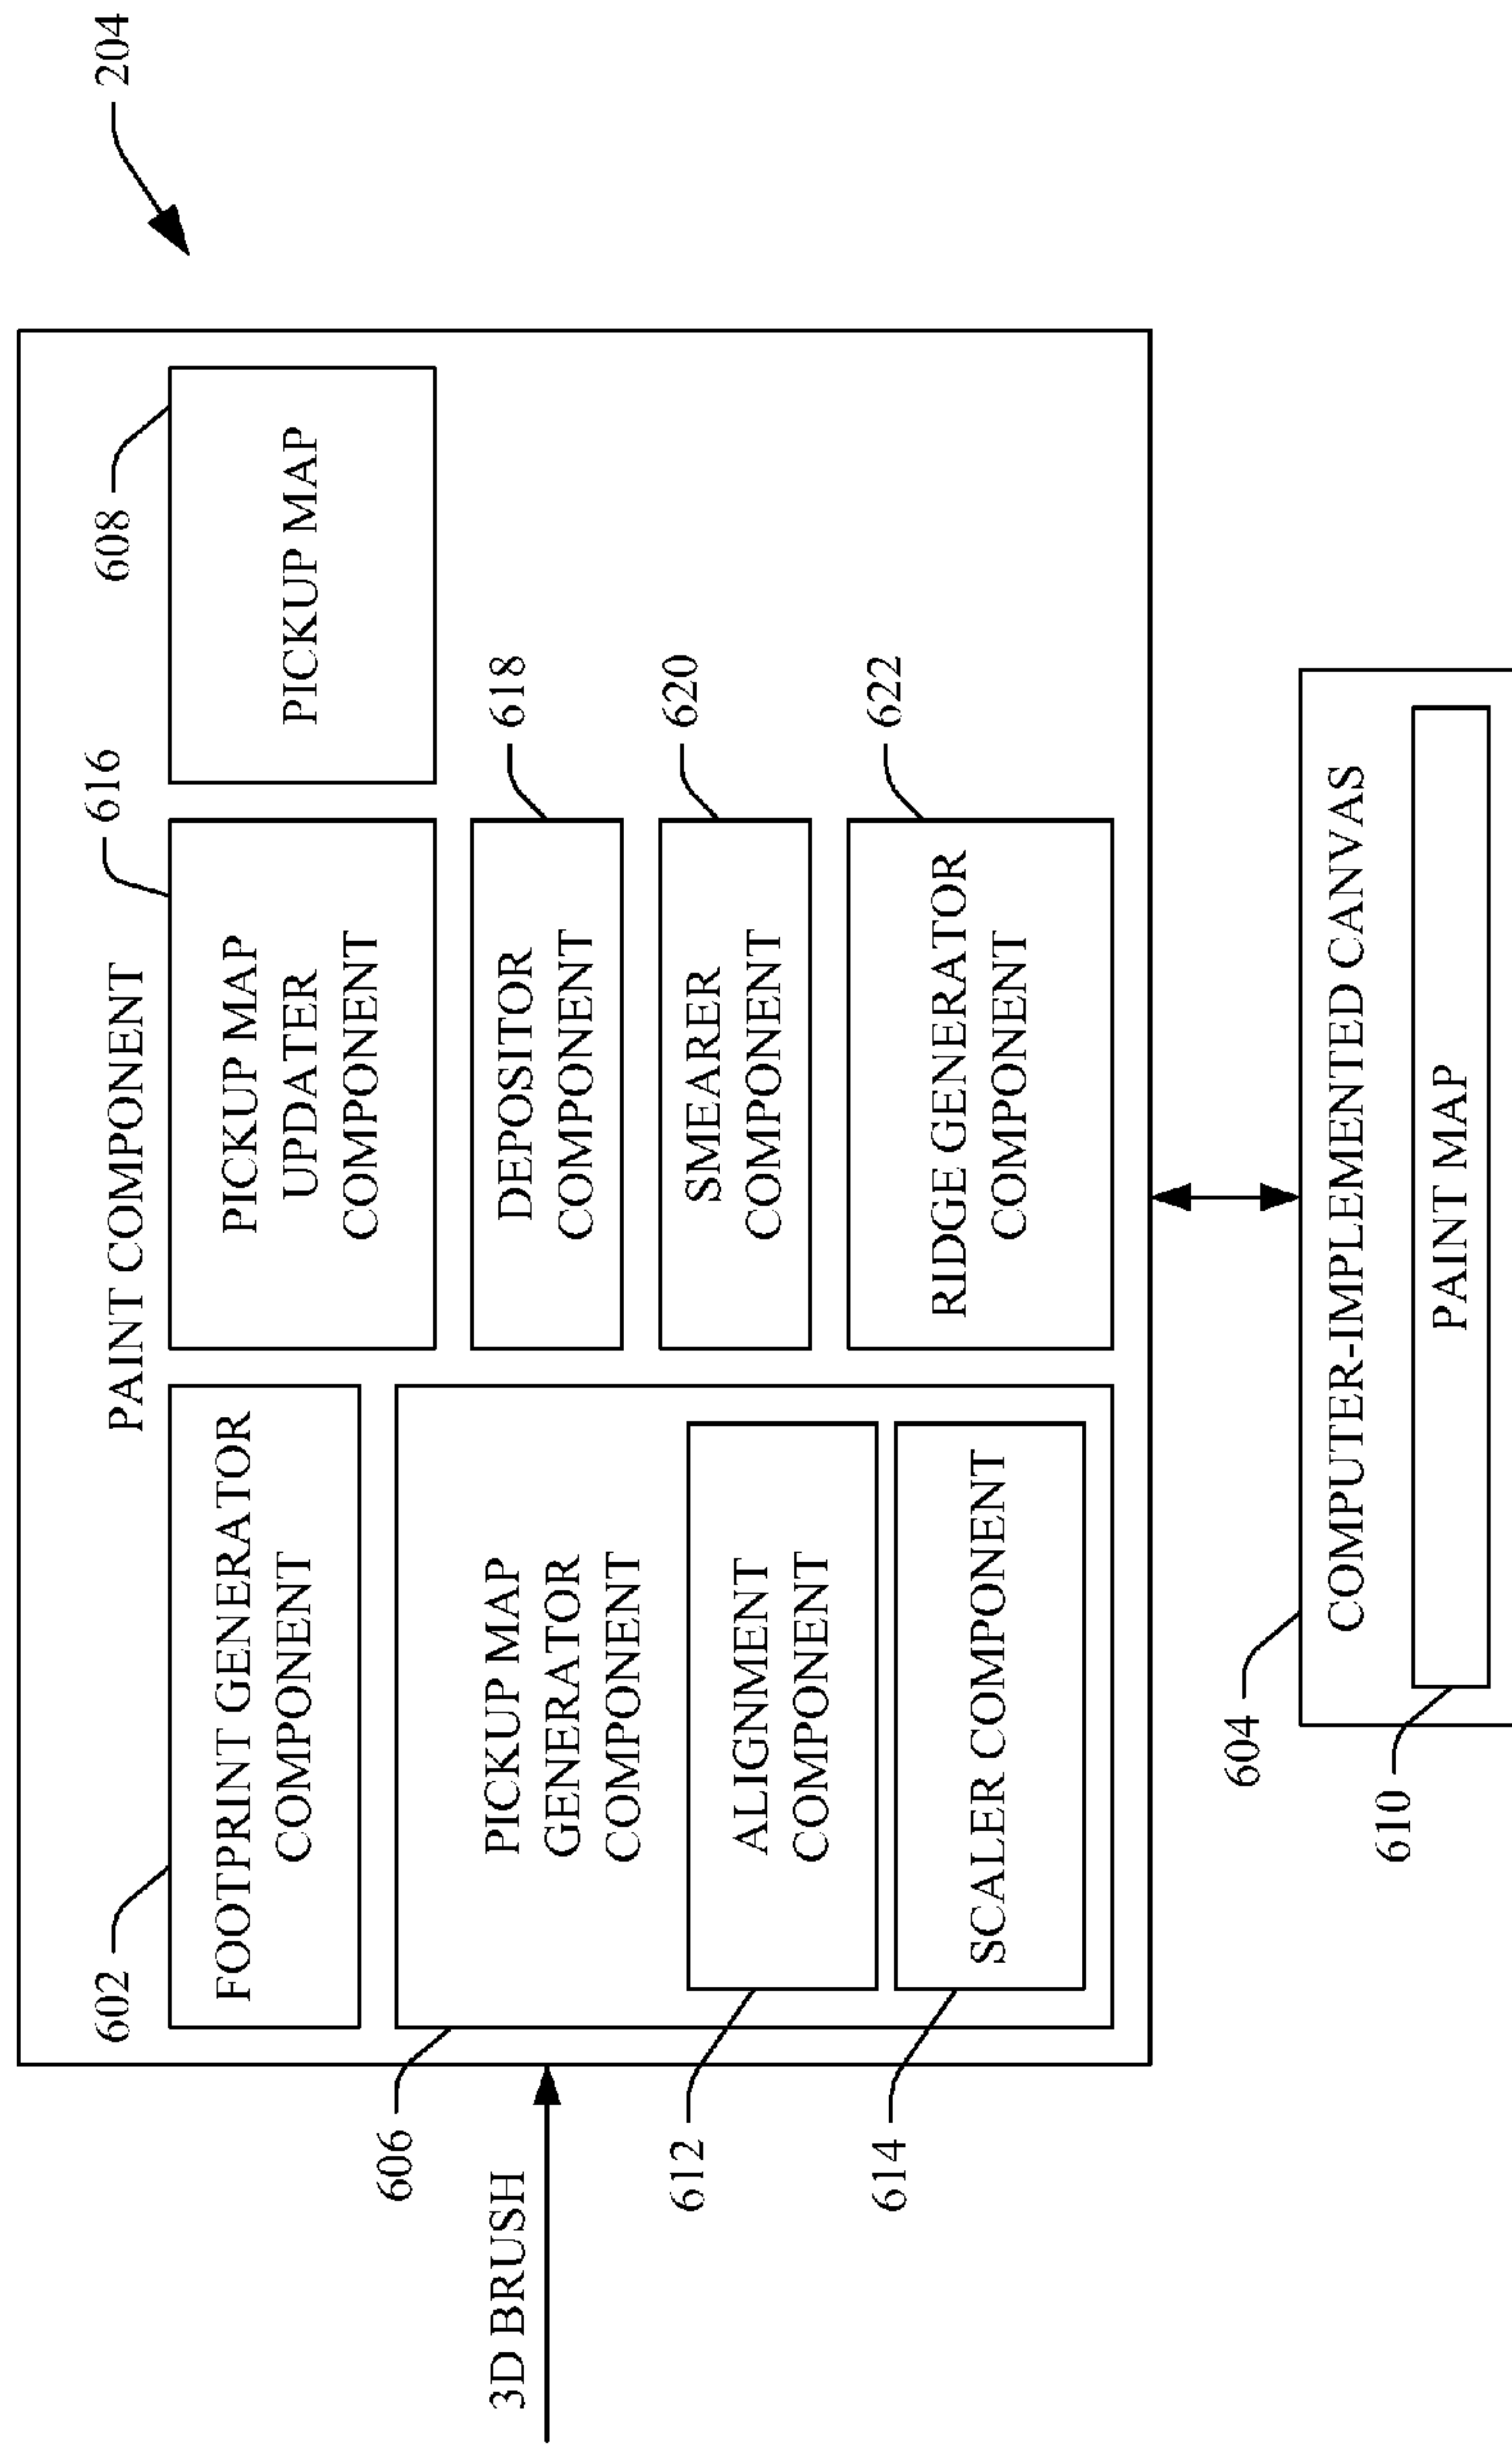 204
PAINT COMPONENT
602
FOOTPRINT GENERATOR
COMPONENT
616
PICKUP MAP
UPDATER
COMPONENT
608
PICKUP MAP
606
PICKUP MAP
GENERATOR
COMPONENT
612
ALIGNMENT
COMPONENT
614
SCALER COMPONENT
618
DEPOSITOR
COMPONENT
620
SMEARER
COMPONENT
622
RIDGE GENERATOR
COMPONENT
3D BRUSH
604
COMPUTER-IMPLEMENTED CANVAS
610
PAINT MAP